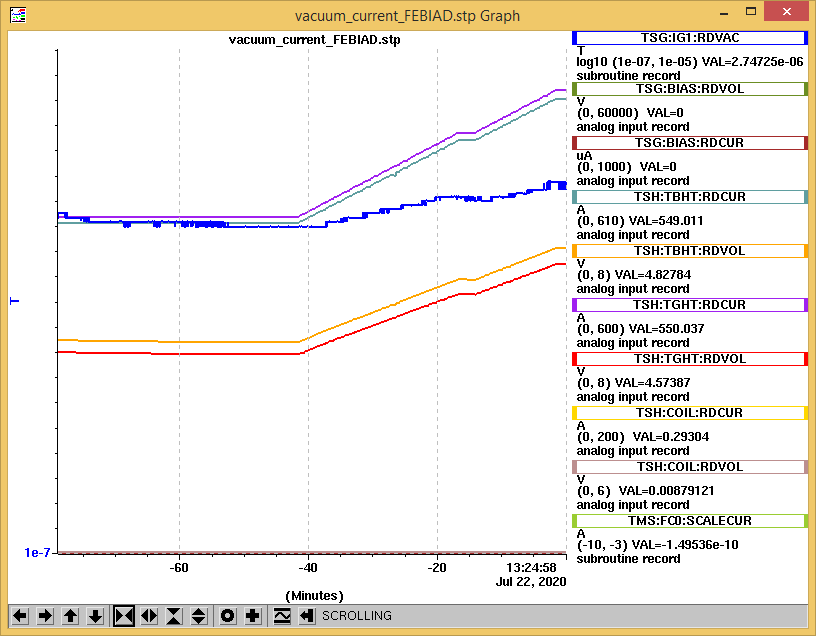 vacuum_current_FEBIAD.stp Graph
vacuum_current_FEBIAD.stp
T
1e-7
-60
-40
-20
13:24:58
Jul 22, 2020
(Minutes)
TSG:IG1:RDVAC
T
log10 (1e-07, 1e-05) VAL=2.74725e-06
subroutine record
TSG:BIAS:RDVOL
V
(0, 60000) VAL=0
analog input record
TSG:BIAS:RDCUR
uA
(0, 1000) VAL=0
analog input record
TSH:TBHT:RDCUR
A
(0, 610) VAL=549.011
analog input record
TSH:TBHT:RDVOL
V
(0, 8) VAL=4.82784
analog input record
TSH:TGHT:RDCUR
A
(0, 600) VAL=550.037
analog input record
TSH:TGHT:RDVOL
V
(0, 8) VAL=4.57387
analog input record
TSH:COIL:RDCUR
A
(0, 200) VAL=0.29304
analog input record
TSH:COIL:RDVOL
V
(0, 6) VAL=0.00879121
analog input record
TMS:FC0:SCALECUR
A
(-10, -3) VAL=-1.49536e-10
subroutine record
SCROLLING